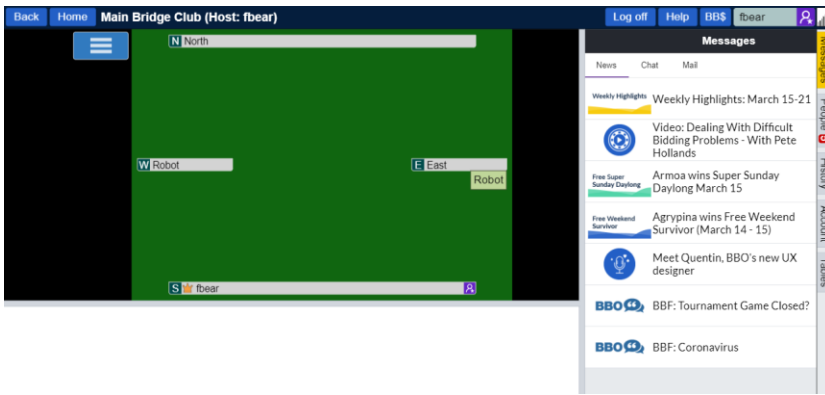 Back Home Main Bridge Club (Host: fbear) Log off Help BB$ fbear
N North
W Robot E East
Robot
S fbear
Messages
News Chat Mail
Weekly Highlights Weekly Highlights: March 15-21
Video: Dealing With Difficult
Bidding Problems - With Pete
Hollands
Free Super
Sunday Daylong
Armoa wins Super Sunday
Daylong March 15
Free Weekend
Survivor
Agrypina wins Free Weekend
Survivor (March 14 - 15)
Meet Quentin, BBO's new UX
designer
BBO BBF: Tournament Game Closed?
BBO BBF: Coronavirus
Messages
People
History
Account
Tables